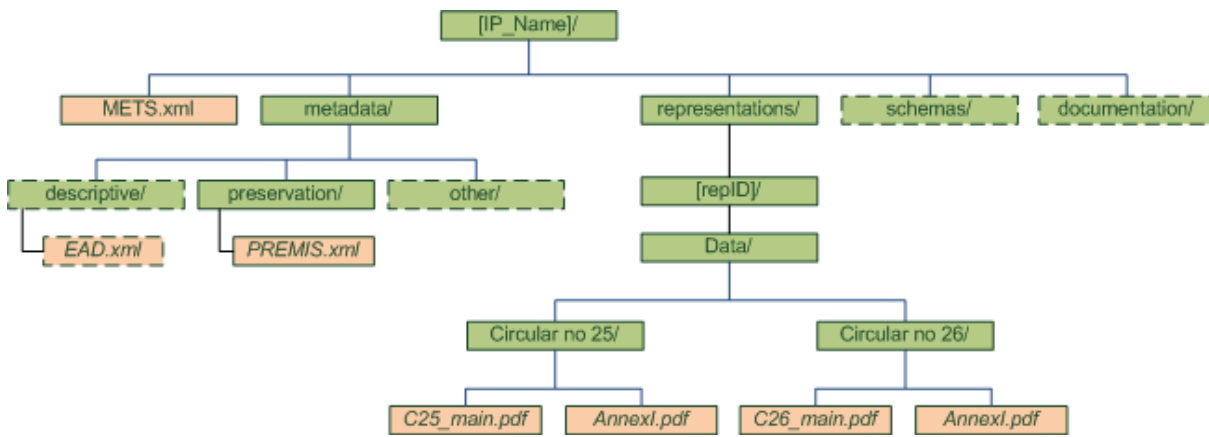 [IP_Name]/
METS.xml
metadata/
representations/
schemas/
documentation/
descriptive/
preservation/
other/
[repID]/
EAD.xml
PREMIS.xml
Data/
Circular no 25/
Circular no 26/
C25_main.pdf
AnnexI.pdf
C26_main.pdf
AnnexI.pdf